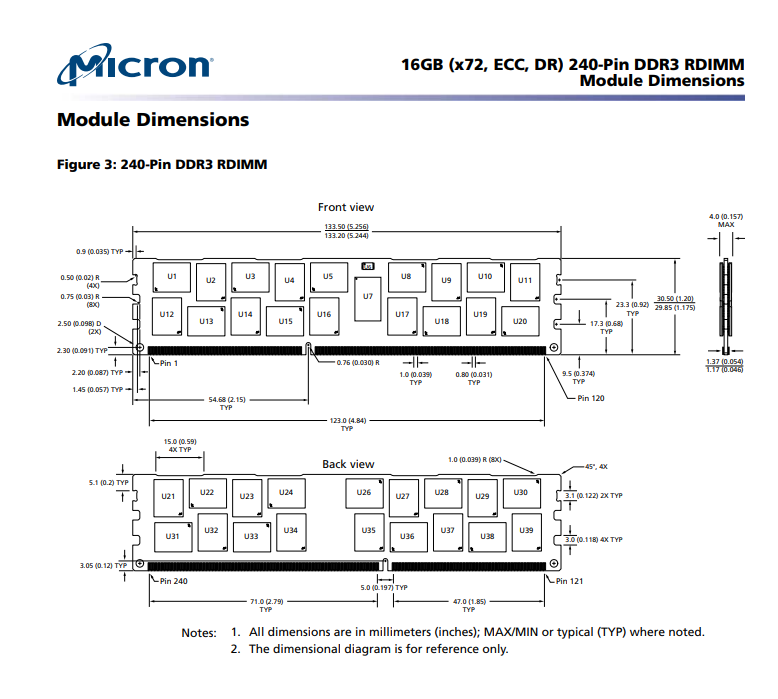 Micron
16GB (x72, ECC, DR) 240-Pin DDR3 RDIMM
Module Dimensions
Module Dimensions
Figure 3: 240-Pin DDR3 RDIMM
Front view
133.50 (5.256)
133.20 (5.244)
4.0 (0.157)
MAX
0.9 (0.035) TYP
0.50 (0.02) R
(4X)
0.75 (0.03) R
(8X)
2.50 (0.098) D
(2X)
2.30 (0.091) TYP
2.20 (0.087) TYP
1.45 (0.057) TYP
U1 U2 U3 U4 U5 U7 U8 U9 U10 U11
U12 U13 U14 U15 U16 U17 U18 U19 U20
23.3 (0.92)
TYP
30.50 (1.20)
29.85 (1.175)
17.3 (0.68)
TYP
9.5 (0.374)
TYP
1.37 (0.054)
1.17 (0.046)
Pin 1
0.76 (0.030) R
1.0 (0.039)
TYP
0.80 (0.031)
TYP
Pin 120
54.68 (2.15)
TYP
123.0 (4.84)
TYP
15.0 (0.59)
4X TYP
Back view
1.0 (0.039) R (8X)
45°, 4X
5.1 (0.2) TYP
U21 U22 U23 U24 U26 U27 U28 U29 U30
3.1 (0.122) 2X TYP
U31 U32 U33 U34 U35 U36 U37 U38 U39
3.0 (0.118) 4X TYP
3.05 (0.12) TYP
Pin 240
Pin 121
5.0 (0.197) TYP
71.0 (2.79)
TYP
47.0 (1.85)
TYP
Notes: 1. All dimensions are in millimeters (inches); MAX/MIN or typical (TYP) where noted.
2. The dimensional diagram is for reference only.